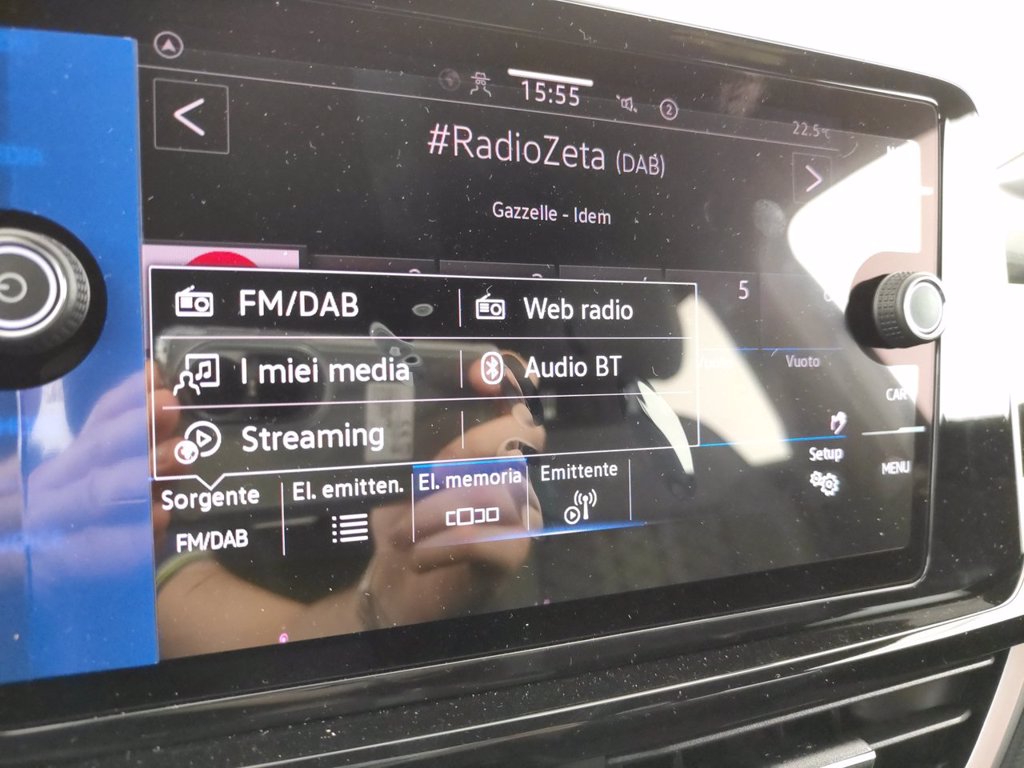 15:55
2
22.5°C
#RadioZeta (DAB)
Gazzelle - Idem
5
FM/DAB
Web radio
I miei media
Audio BT
Streaming
Vuoto
CAR
Setup
MENU
Sorgente
El. emitten.
El. memoria
Emittente
FM/DAB